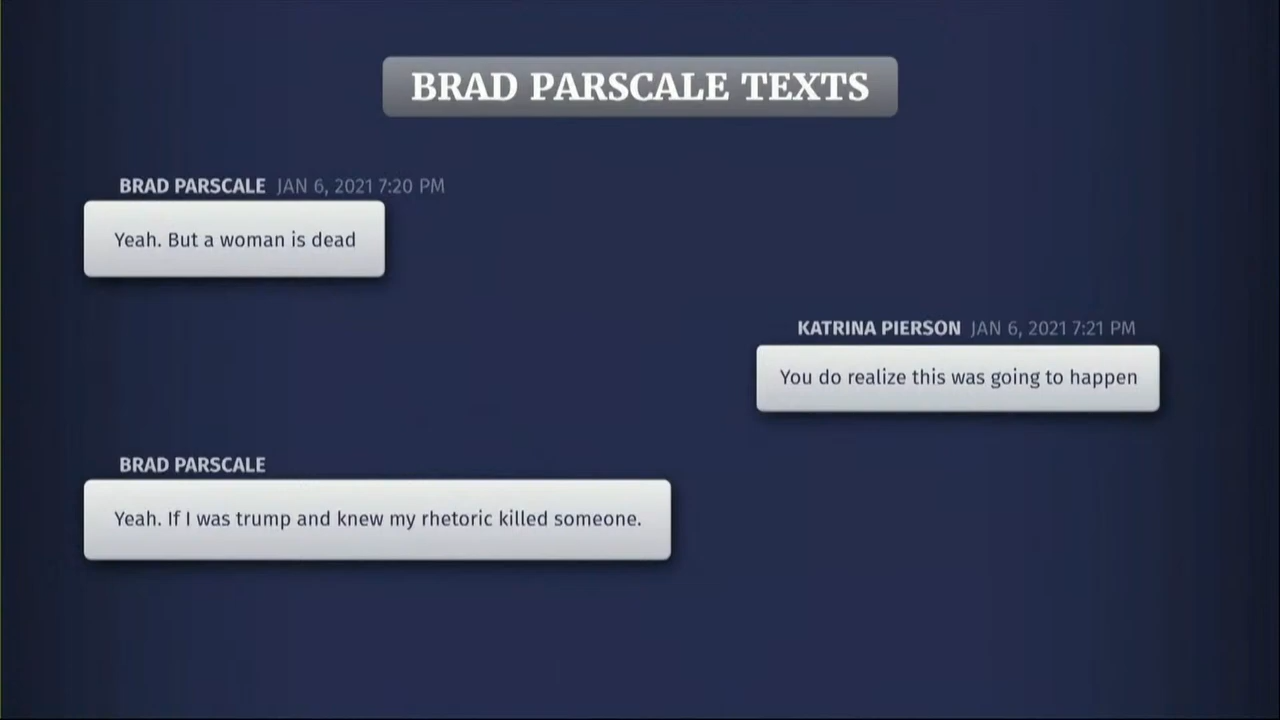 BRAD PARSCALE TEXTS
BRAD PARSCALE JAN 6, 2021 7:20 PM
Yeah. But a woman is dead
KATRINA PIERSON JAN 6, 2021 7:21 PM
You do realize this was going to happen
BRAD PARSCALE
Yeah. If I was trump and knew my rhetoric killed someone.